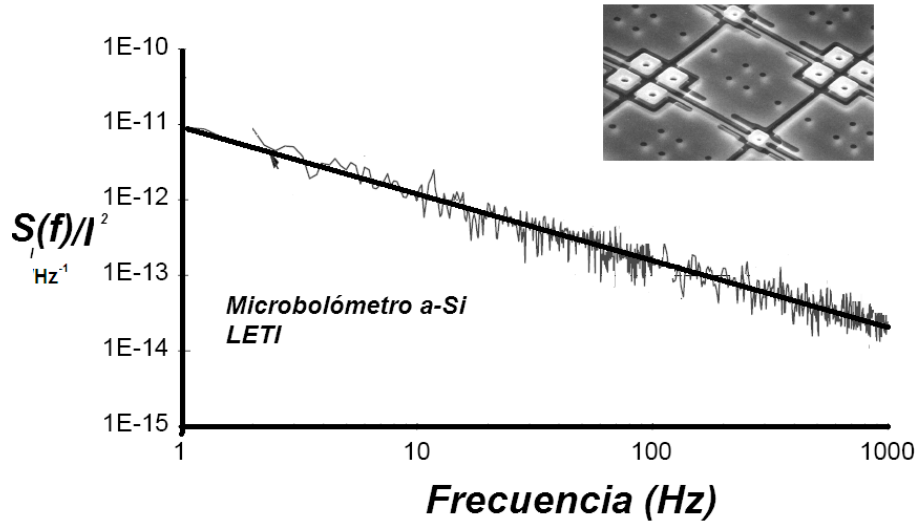 1E-10
1E-11
1E-12
1E-13
1E-14
1E-15
S(f)/I²
Hz⁻¹
Microbolómetro a-Si
LETI
1
10
100
1000
Frecuencia (Hz)